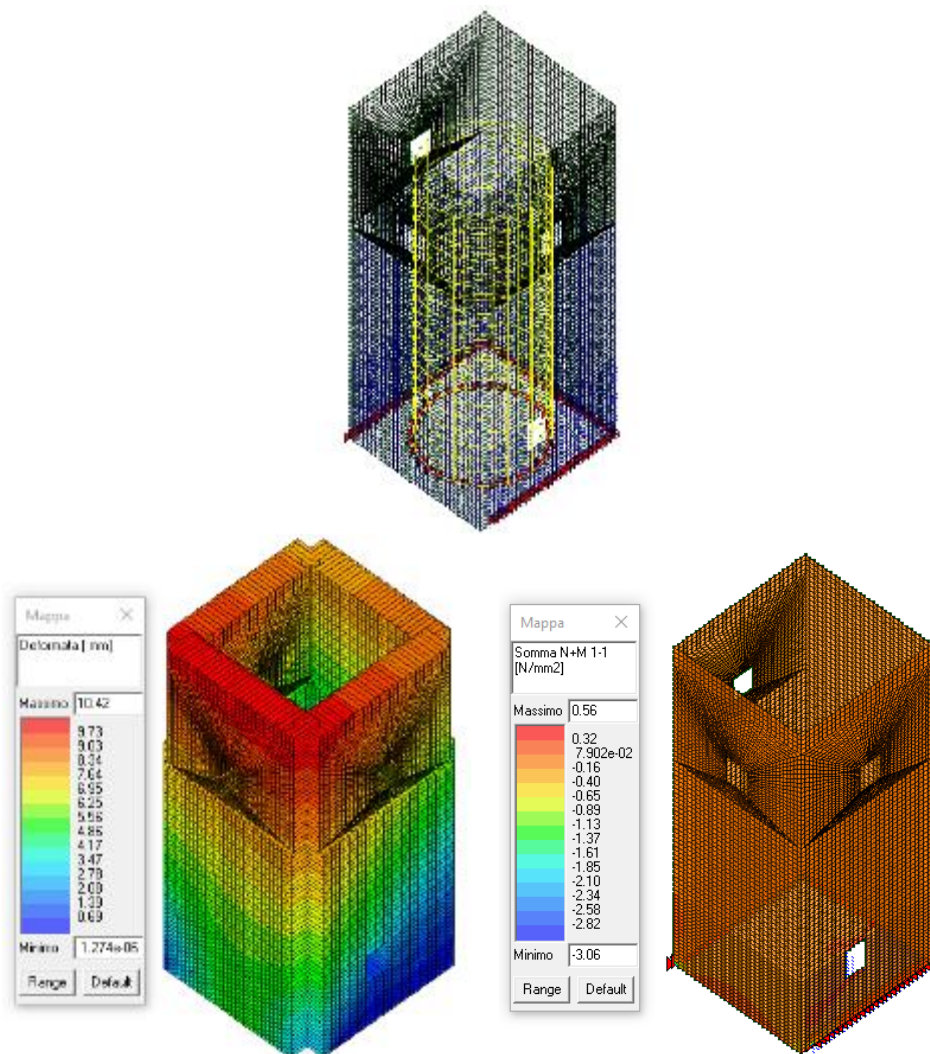 Mappa
Deformata [ mm]
Massimo 10.42
9.73
9.03
8.34
7.64
6.95
6.25
5.56
4.86
4.17
3.47
2.78
2.08
1.39
0.69
Minimo 1.274e-06
Range Default
Mappa
Somma N+M 1-1
[N/mm2]
Massimo 0.56
0.32
7.902e-02
-0.16
-0.40
-0.65
-0.89
-1.13
-1.37
-1.61
-1.85
-2.10
-2.34
-2.58
-2.82
Minimo -3.06
Range Default